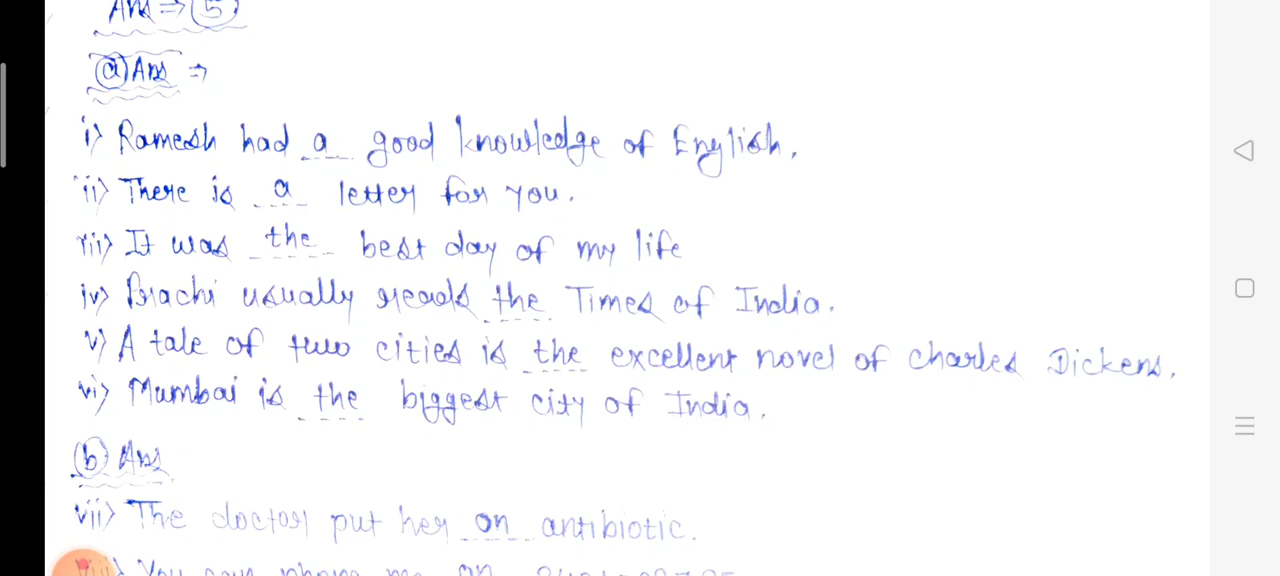 Ans ⇒ (5)
(a) Ans ⇒
i) Ramesh had a good knowledge of English.
ii) There is a letter for you.
iii) It was the best day of my life
iv) Prachi usually reads the Times of India.
v) A tale of two cities is the excellent novel of charles Dickens.
vi) Mumbai is the biggest city of India.
(b) Ans
vii) The doctor put her on antibiotic.
You me on